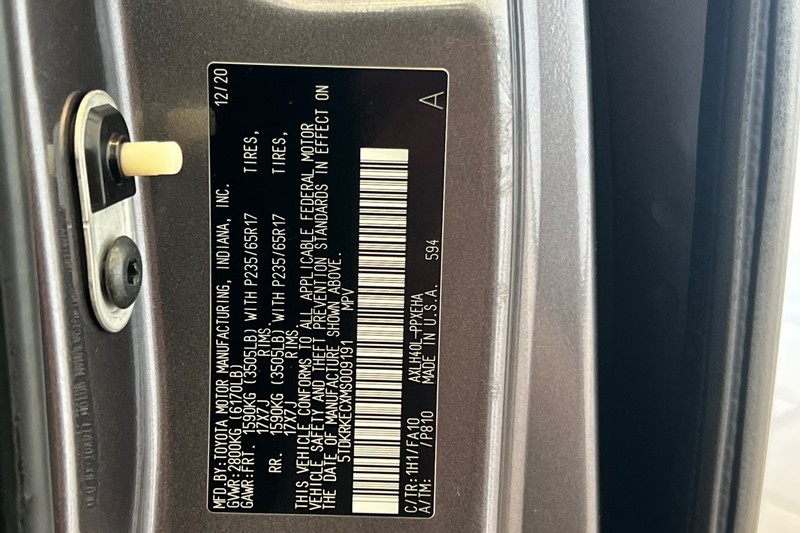 MFD.BY:TOYOTA MOTOR MANUFACTURING, INDIANA, INC. 12/20
GVWR:2800KG (6170LB)
GAWR:FRT. 1590KG (3505LB) WITH P235/65R17 TIRES,
17X7J RIMS.
RR. 1590KG (3505LB) WITH P235/65R17 TIRES,
17X7J RIMS.
THIS VEHICLE CONFORMS TO ALL APPLICABLE FEDERAL MOTOR
VEHICLE SAFETY AND THEFT PREVENTION STANDARDS IN EFFECT ON
THE DATE OF MANUFACTURE SHOWN ABOVE.
5TDKRKECXMS009191 MPV
C/TR:1H1/FA10 AXLH40L-PPXEHA A
A/TM: /P810 MADE IN U.S.A. 594